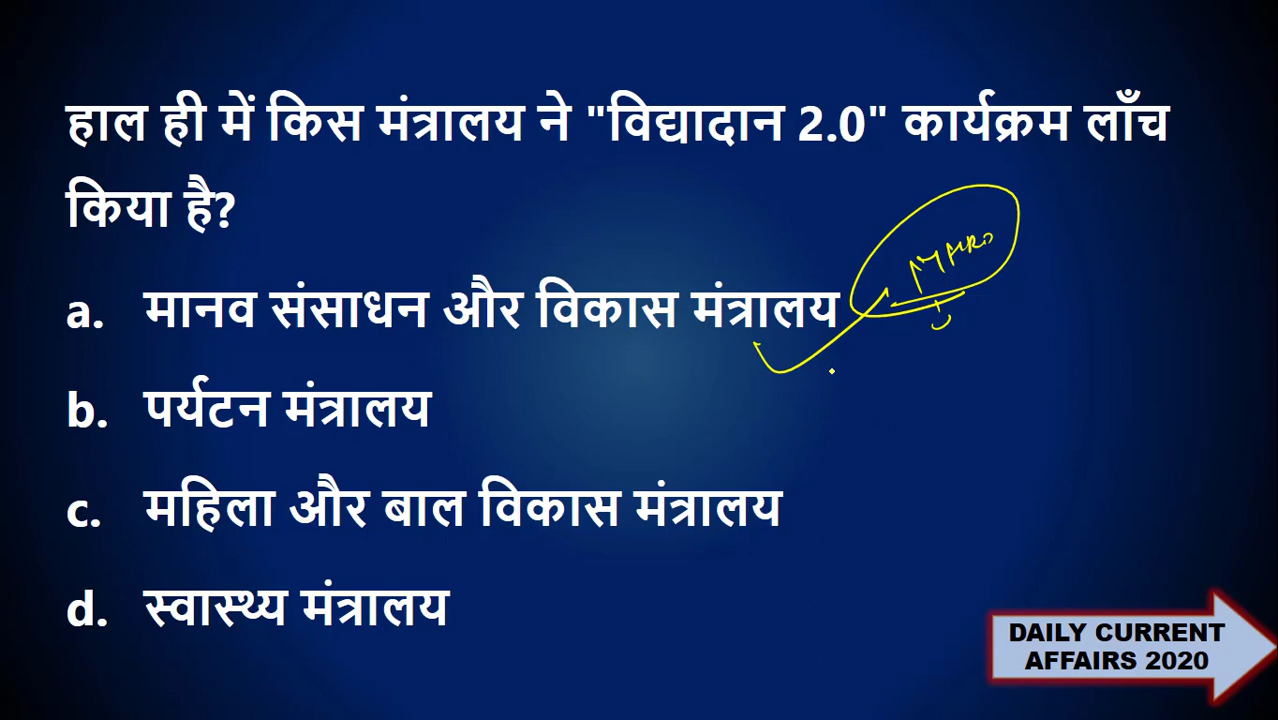 हाल ही में किस मंत्रालय ने "विद्यादान 2.0" कार्यक्रम लाँच
किया है?
MHRD
a. मानव संसाधन और विकास मंत्रालय
b. पर्यटन मंत्रालय
c. महिला और बाल विकास मंत्रालय
d. स्वास्थ्य मंत्रालय
DAILY CURRENT
AFFAIRS 2020